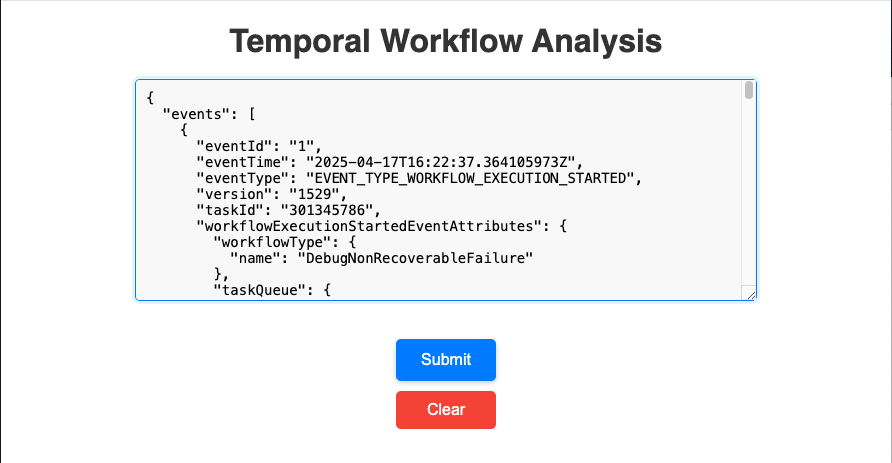 Temporal Workflow Analysis
{
  "events": [
    {
      "eventId": "1",
      "eventTime": "2025-04-17T16:22:37.364105973Z",
      "eventType": "EVENT_TYPE_WORKFLOW_EXECUTION_STARTED",
      "version": "1529",
      "taskId": "301345786",
      "workflowExecutionStartedEventAttributes": {
        "workflowType": {
          "name": "DebugNonRecoverableFailure"
        },
        "taskQueue": {
Submit
Clear